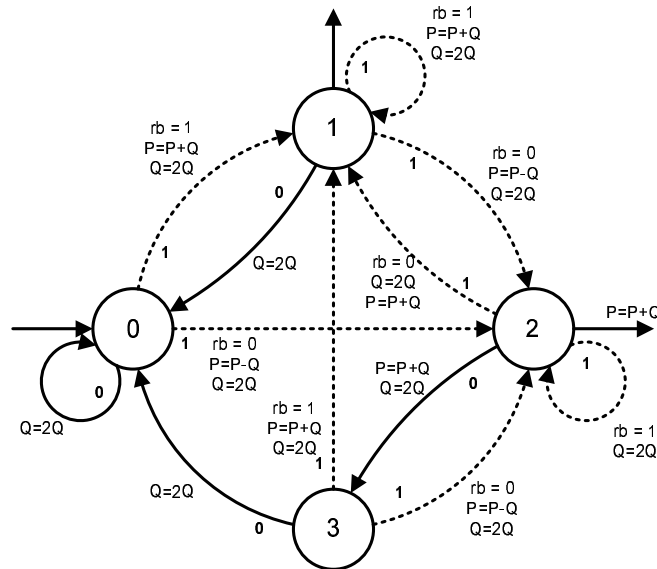 rb = 1
P=P+Q
Q=2Q
1
1
rb = 1
P=P+Q
Q=2Q
1
rb = 0
P=P-Q
Q=2Q
0
1
Q=2Q
rb = 0
Q=2Q
P=P+Q
1
0
1
rb = 0
P=P-Q
Q=2Q
2
P=P+Q
0
Q=2Q
P=P+Q
Q=2Q
0
1
rb = 1
Q=2Q
rb = 1
P=P+Q
Q=2Q
1
Q=2Q
0
3
1
rb = 0
P=P-Q
Q=2Q